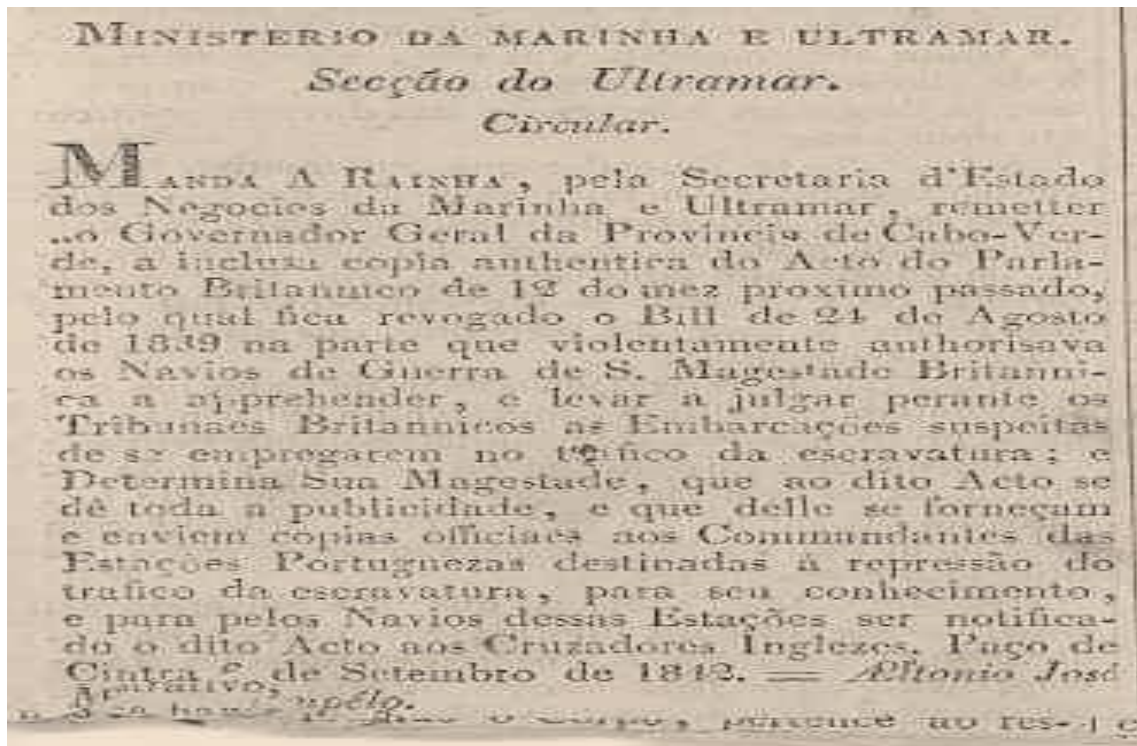 MINISTERIO DA MARINHA E ULTRAMAR.
Secção do Ultramar.
Circular.
MANDA A RAINHA, pela Secretaria d'Estado
dos Negocios da Marinha e Ultramar, remetter
ao Governador Geral da Provincia de Cabo-Ver-
de, a inclusa copia authentica do Acto do Parla-
mento Britannico de 12 do mez proximo passado,
pelo qual fica revogado o Bill de 24 de Agosto
de 1839 na parte que violentamente authorisava
os Navios de Guerra de S. Magestade Britanni-
ca a apprehender, e levar a julgar perante os
Tribunaes Britannicos as Embarcações suspeitas
de se empregarem no trafico da escravatura; e
Determina Sua Magestade, que ao dito Acto se
dê toda a publicidade, e que delle se forneçam
e enviem cópias officiaes aos Commandantes das
Estações Portuguezas destinadas á repressão do
trafico da escravatura, para seu conhecimento,
e para pelos Navios dessas Estações ser notifica-
do o dito Acto aos Cruzadores Inglezes. Paço de
Cintra de Setembro de 1842. = Antonio José
pertence ao res-